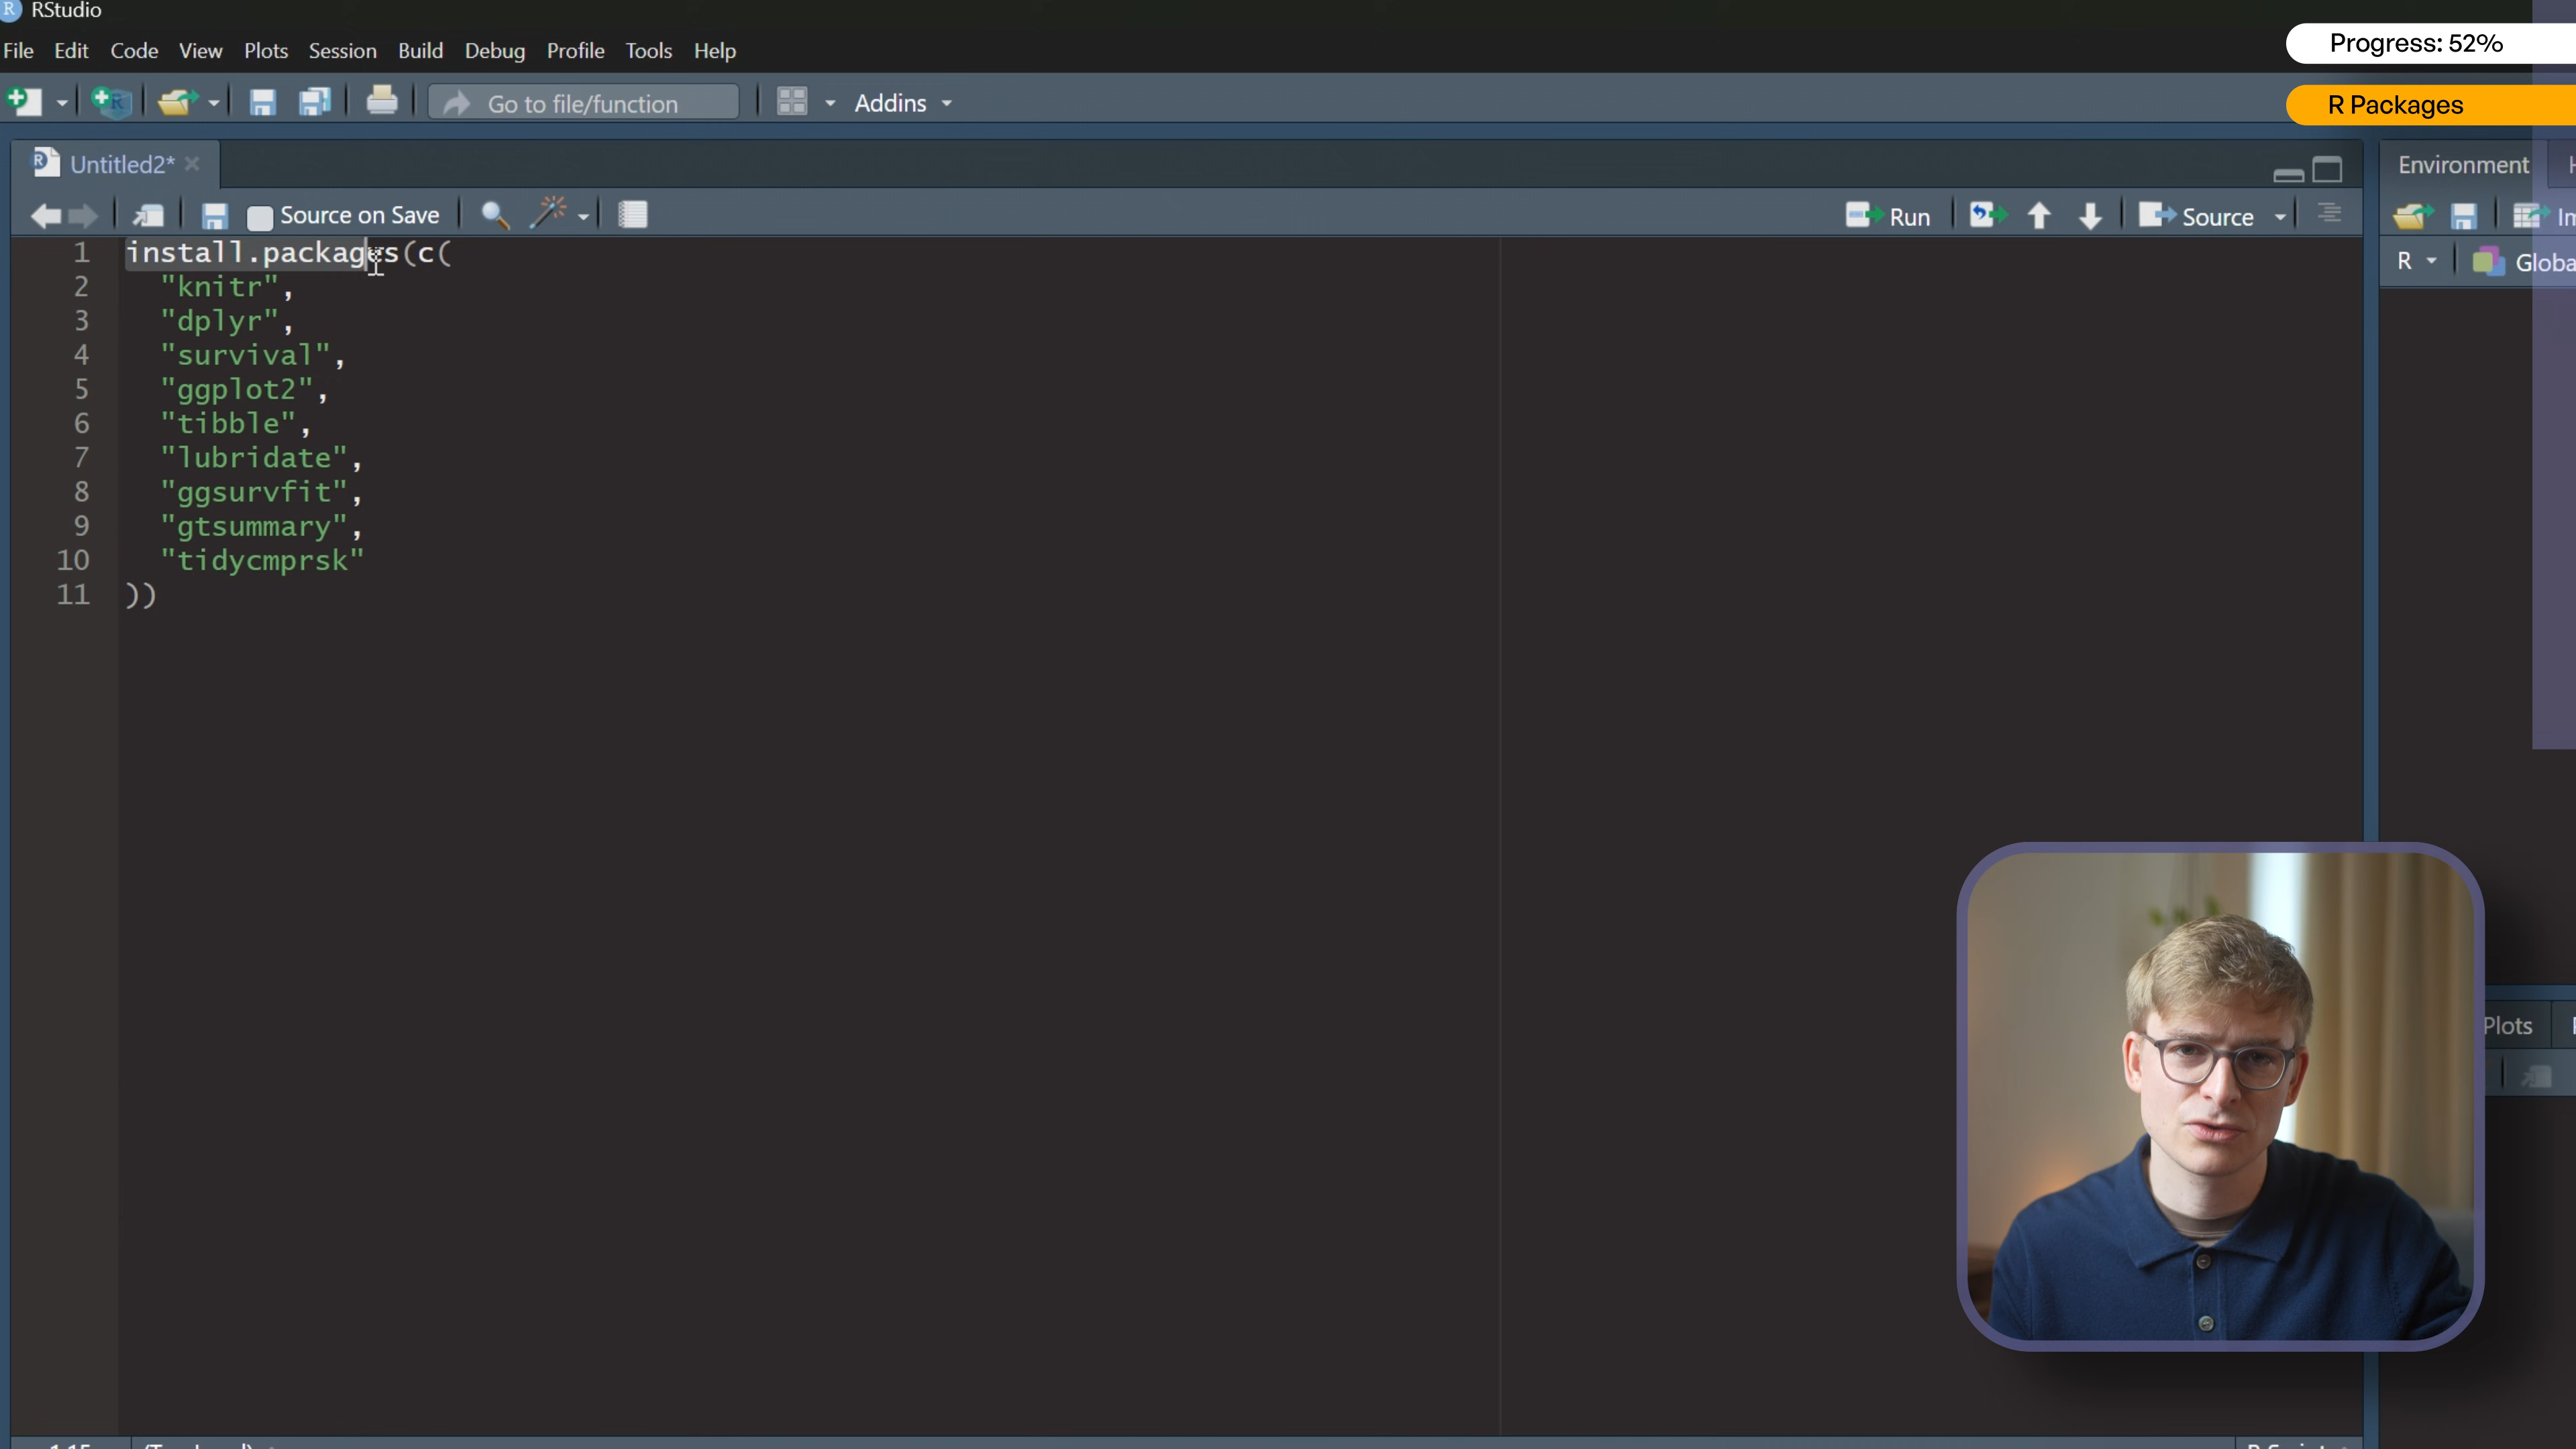 RStudio
File Edit Code View Plots Session Build Debug Profile Tools Help
Progress: 52%
Go to file/function Addins
R Packages
Untitled2*
Environment
Source on Save Run Source
R
1 install.packages(c(
2 "knitr",
3 "dplyr",
4 "survival",
5 "ggplot2",
6 "tibble",
7 "lubridate",
8 "ggsurvfit",
9 "gtsummary",
10 "tidycmprsk"
11 ))
Plots